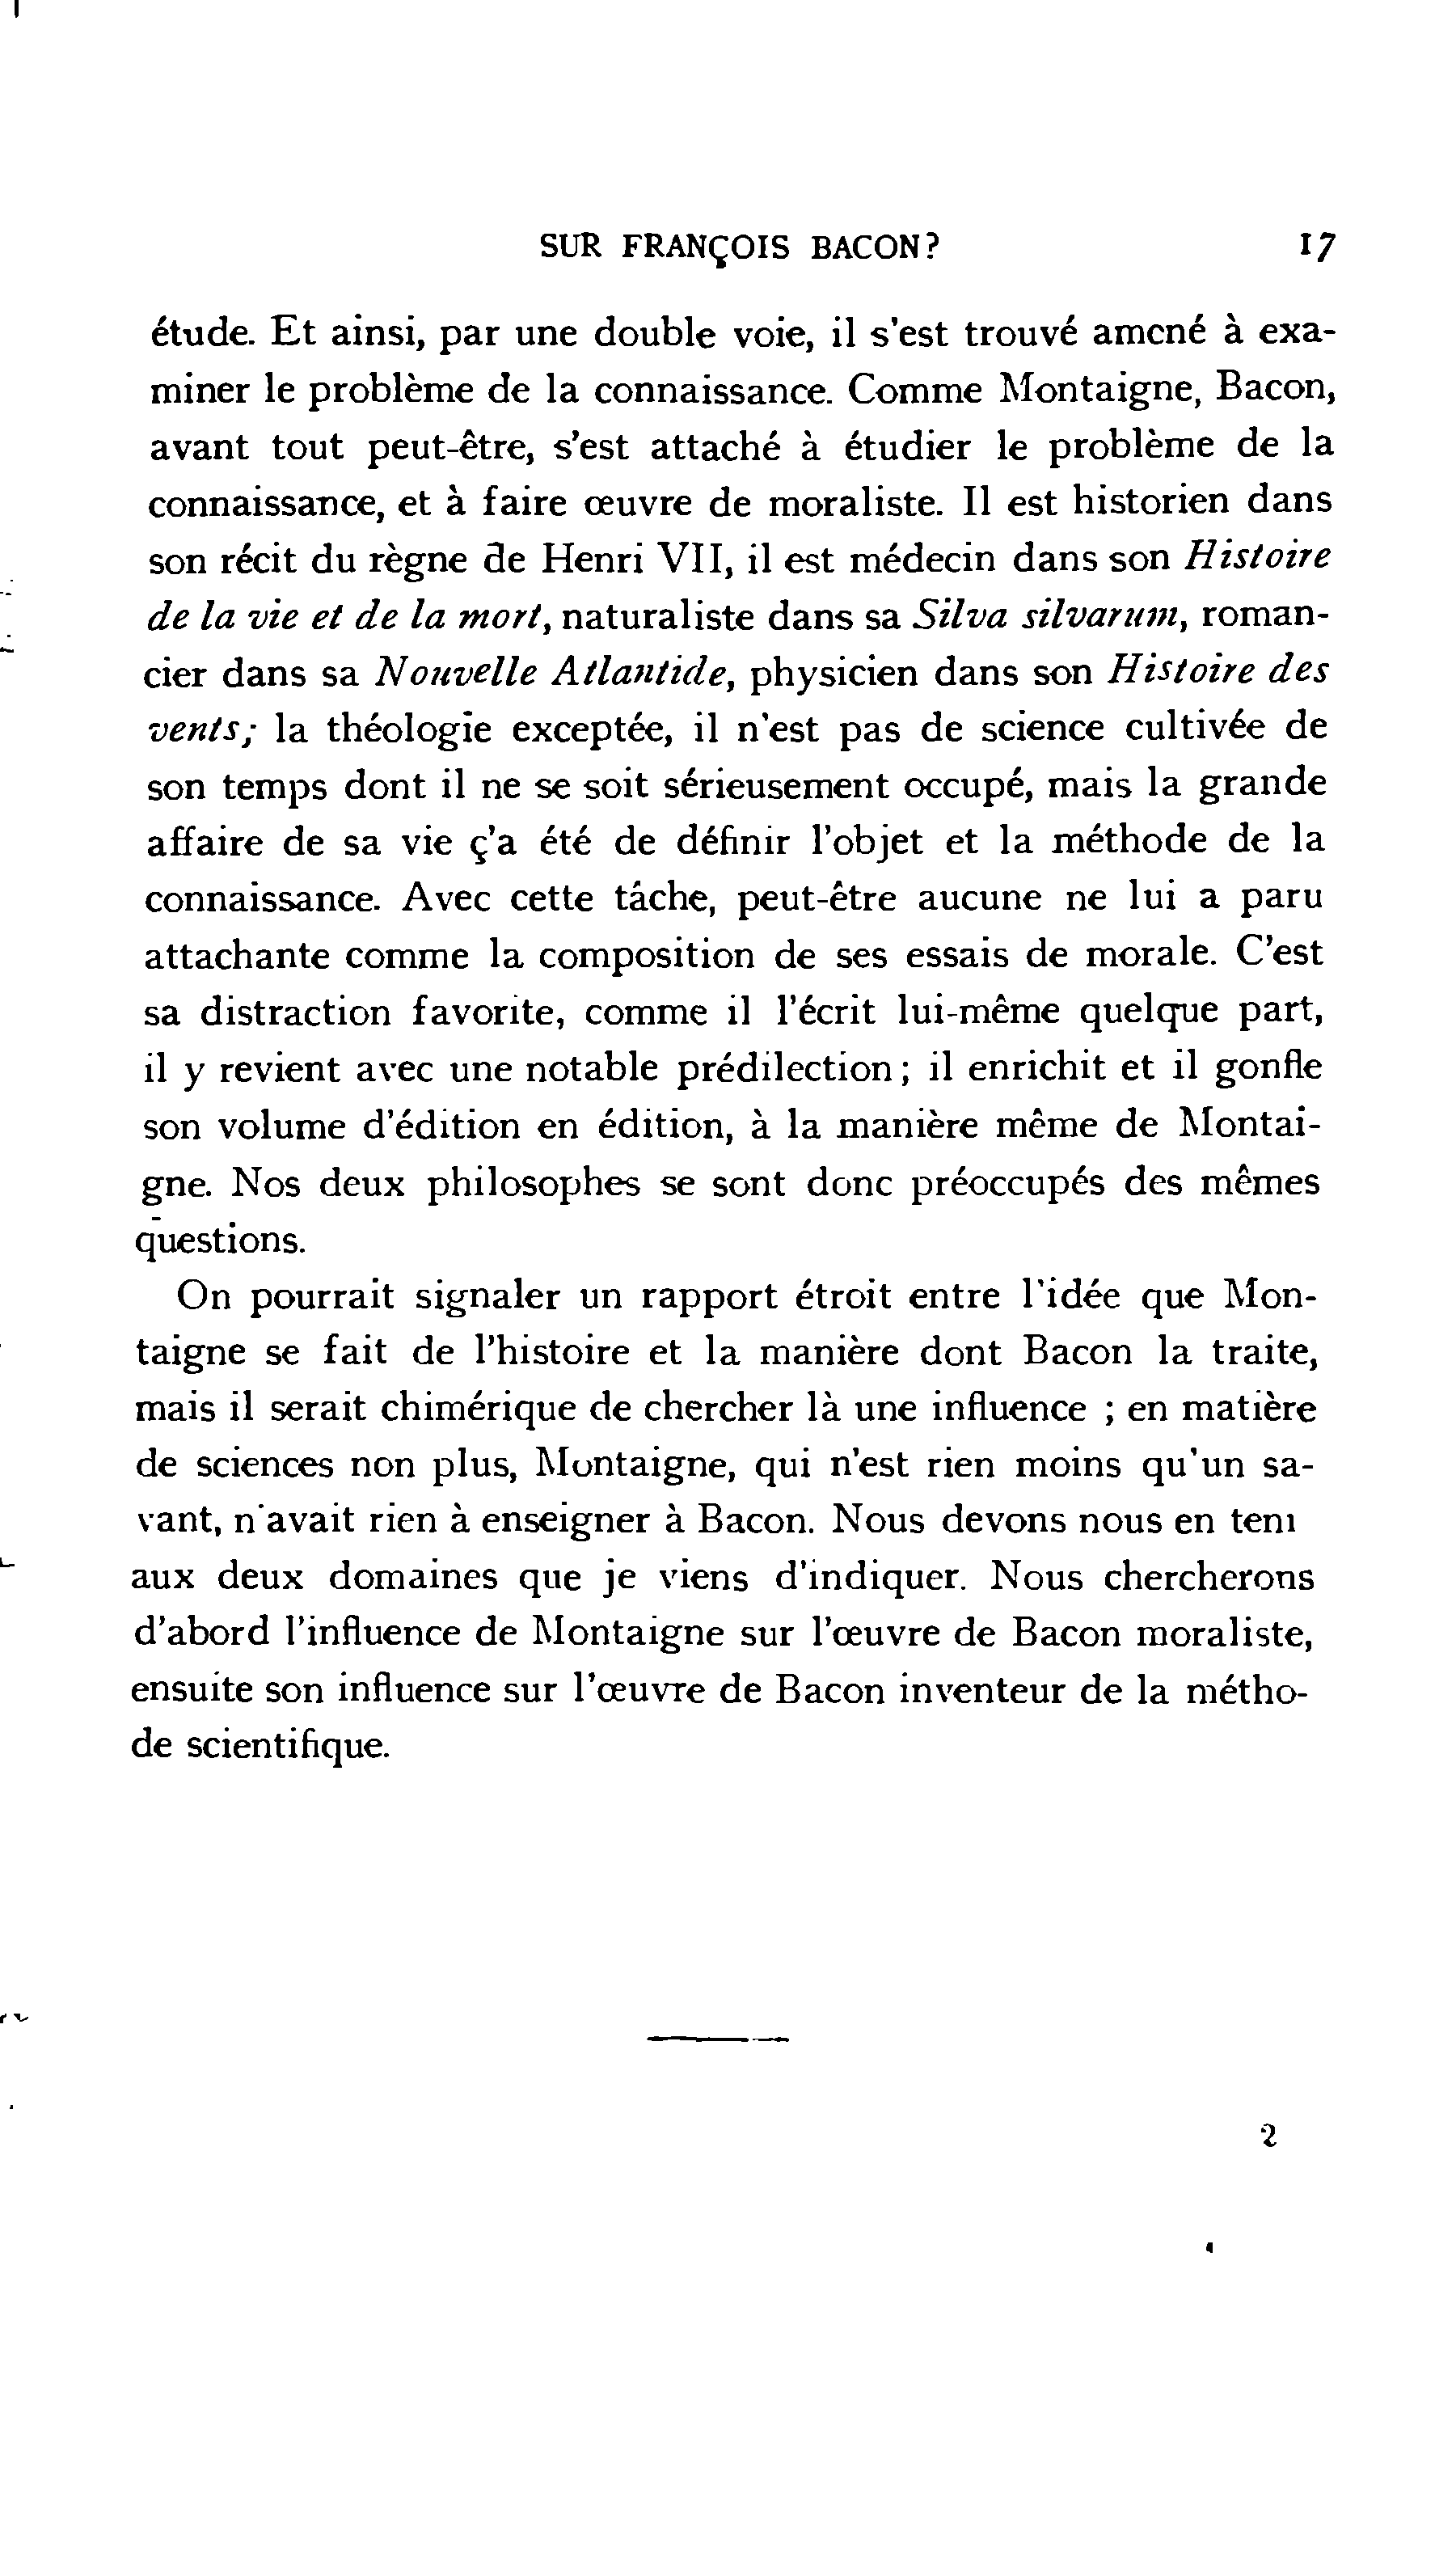 SUR FRANÇOIS BACON? 17
étude. Et ainsi, par une double voie, il s'est trouvé amené à exa-
miner le problème de la connaissance. Comme Montaigne, Bacon,
avant tout peut-être, s'est attaché à étudier le problème de la
connaissance, et à faire œuvre de moraliste. Il est historien dans
son récit du règne de Henri VII, il est médecin dans son Histoire
de la vie et de la mort, naturaliste dans sa Silva silvarum, roman-
cier dans sa Nouvelle Atlantide, physicien dans son Histoire des
vents; la théologie exceptée, il n'est pas de science cultivée de
son temps dont il ne se soit sérieusement occupé, mais la grande
affaire de sa vie ç'a été de définir l'objet et la méthode de la
connaissance. Avec cette tâche, peut-être aucune ne lui a paru
attachante comme la composition de ses essais de morale. C'est
sa distraction favorite, comme il l'écrit lui-même quelque part,
il y revient avec une notable prédilection; il enrichit et il gonfle
son volume d'édition en édition, à la manière même de Montai-
gne. Nos deux philosophes se sont donc préoccupés des mêmes
questions.
On pourrait signaler un rapport étroit entre l'idée que Mon-
taigne se fait de l'histoire et la manière dont Bacon la traite,
mais il serait chimérique de chercher là une influence ; en matière
de sciences non plus, Montaigne, qui n'est rien moins qu'un sa-
vant, n'avait rien à enseigner à Bacon. Nous devons nous en teni
aux deux domaines que je viens d'indiquer. Nous chercherons
d'abord l'influence de Montaigne sur l'œuvre de Bacon moraliste,
ensuite son influence sur l'œuvre de Bacon inventeur de la métho-
de scientifique.
2